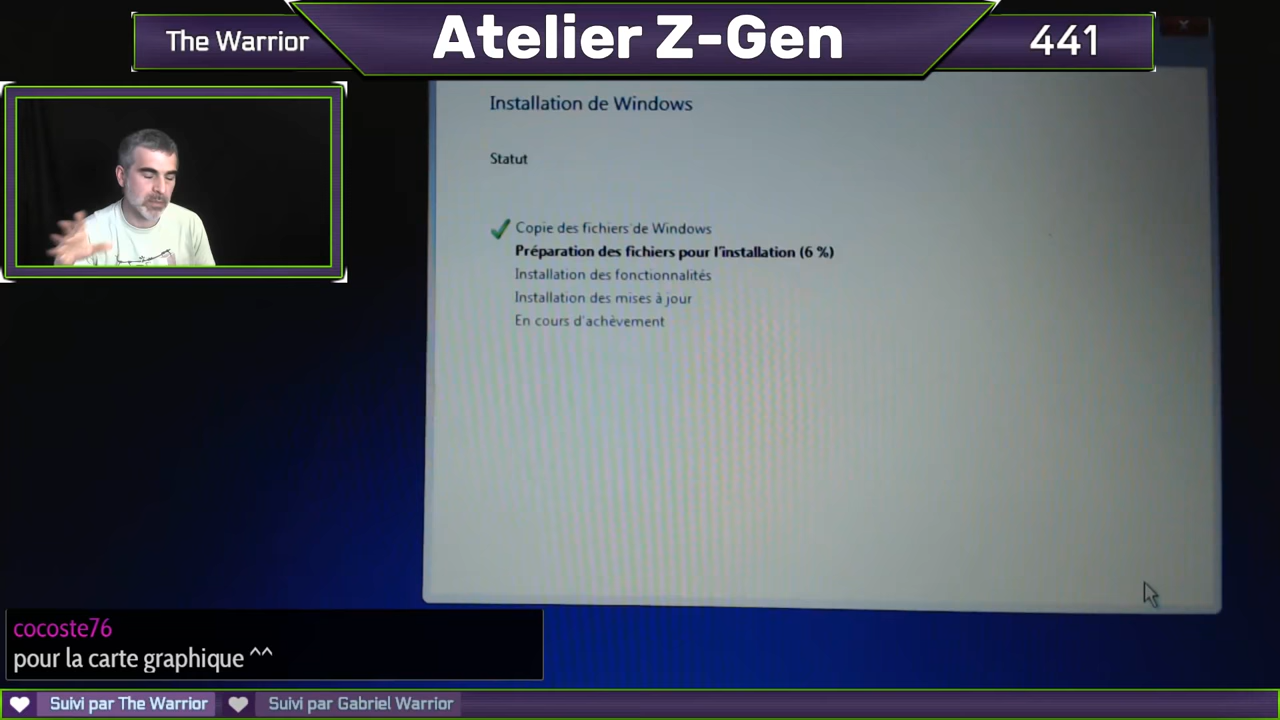 The Warrior
Atelier Z-Gen
441
Installation de Windows
Statut
Copie des fichiers de Windows
Préparation des fichiers pour l'installation (6 %)
Installation des fonctionnalités
Installation des mises à jour
En cours d'achèvement
cocoste76
pour la carte graphique ^^
Suivi par The Warrior
Suivi par Gabriel Warrior